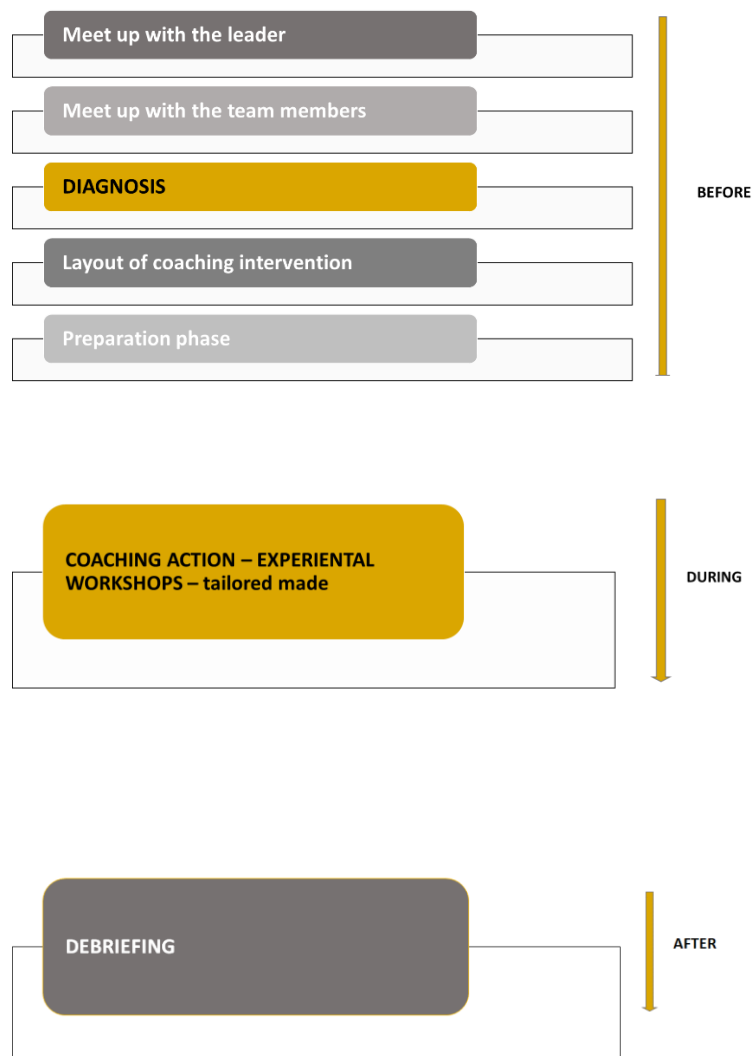 Meet up with the leader
Meet up with the team members
DIAGNOSIS
BEFORE
Layout of coaching intervention
Preparation phase
COACHING ACTION – EXPERIENTAL
WORKSHOPS – tailored made
DURING
DEBRIEFING
AFTER